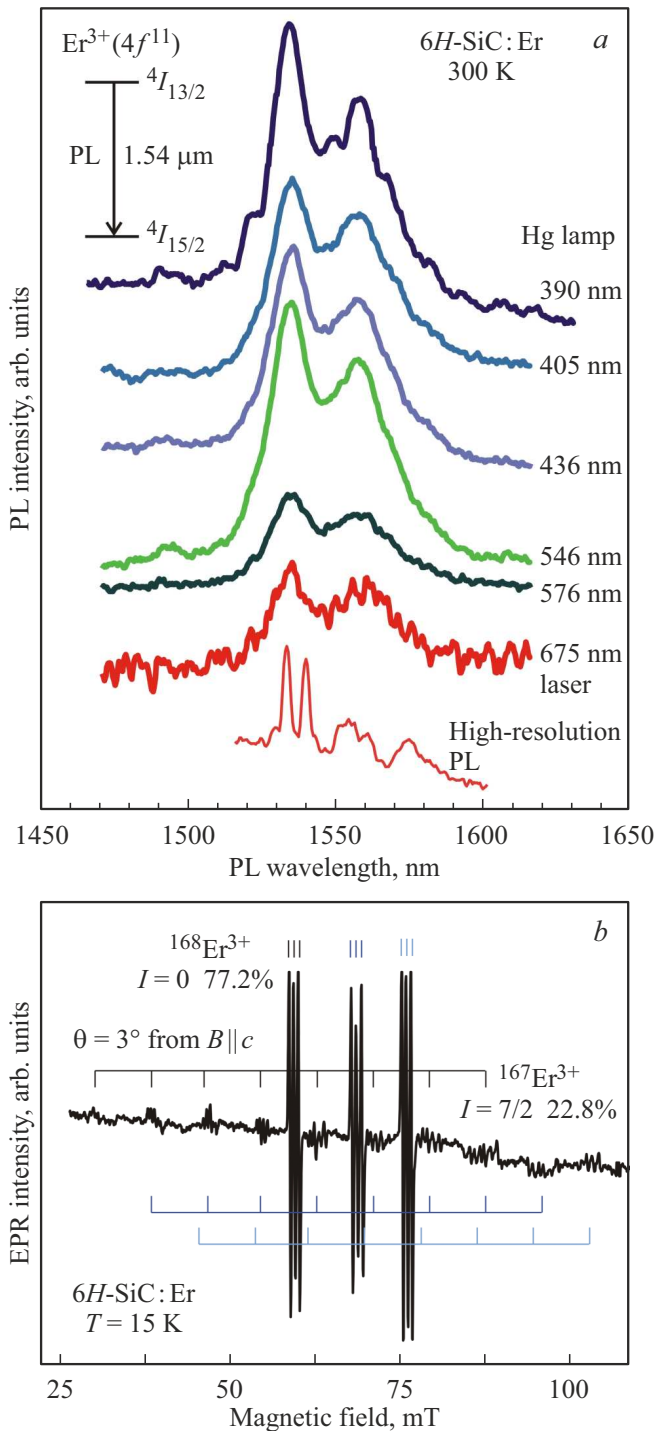 Er³⁺(4f¹¹)
⁴I₁₃/₂
PL 1.54 μm
⁴I₁₅/₂
6H-SiC:Er
300 K
a
Hg lamp
390 nm
405 nm
436 nm
546 nm
576 nm
675 nm
laser
High-resolution
PL
PL intensity, arb. units
1450 1500 1550 1600 1650
PL wavelength, nm
b
¹⁶⁸Er³⁺
I = 0 77.2%
θ = 3° from B||c
¹⁶⁷Er³⁺
I = 7/2 22.8%
6H-SiC:Er
T = 15 K
EPR intensity, arb. units
25 50 75 100
Magnetic field, mT